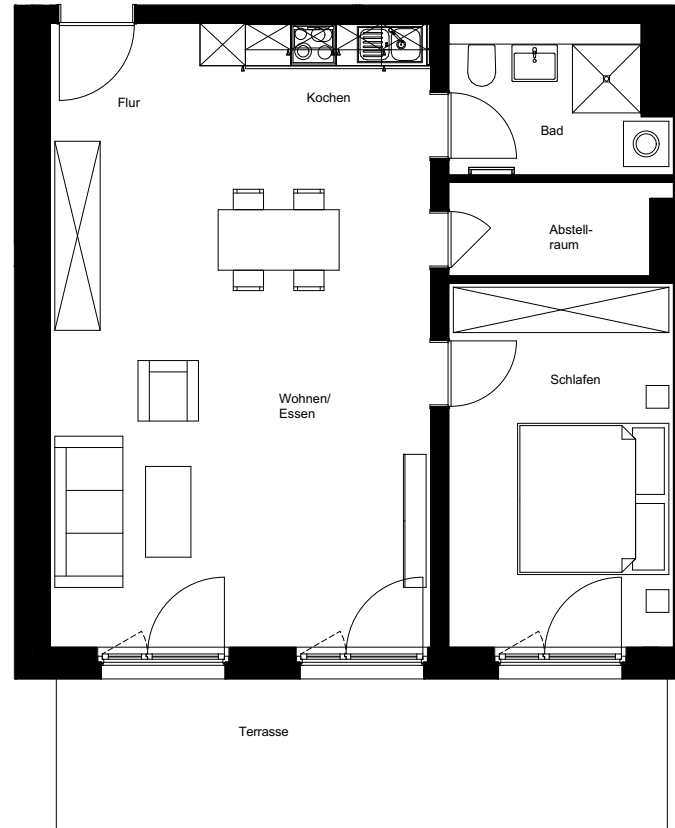 Flur
Kochen
Bad
Abstell-
raum
Schlafen
Wohnen/
Essen
Terrasse